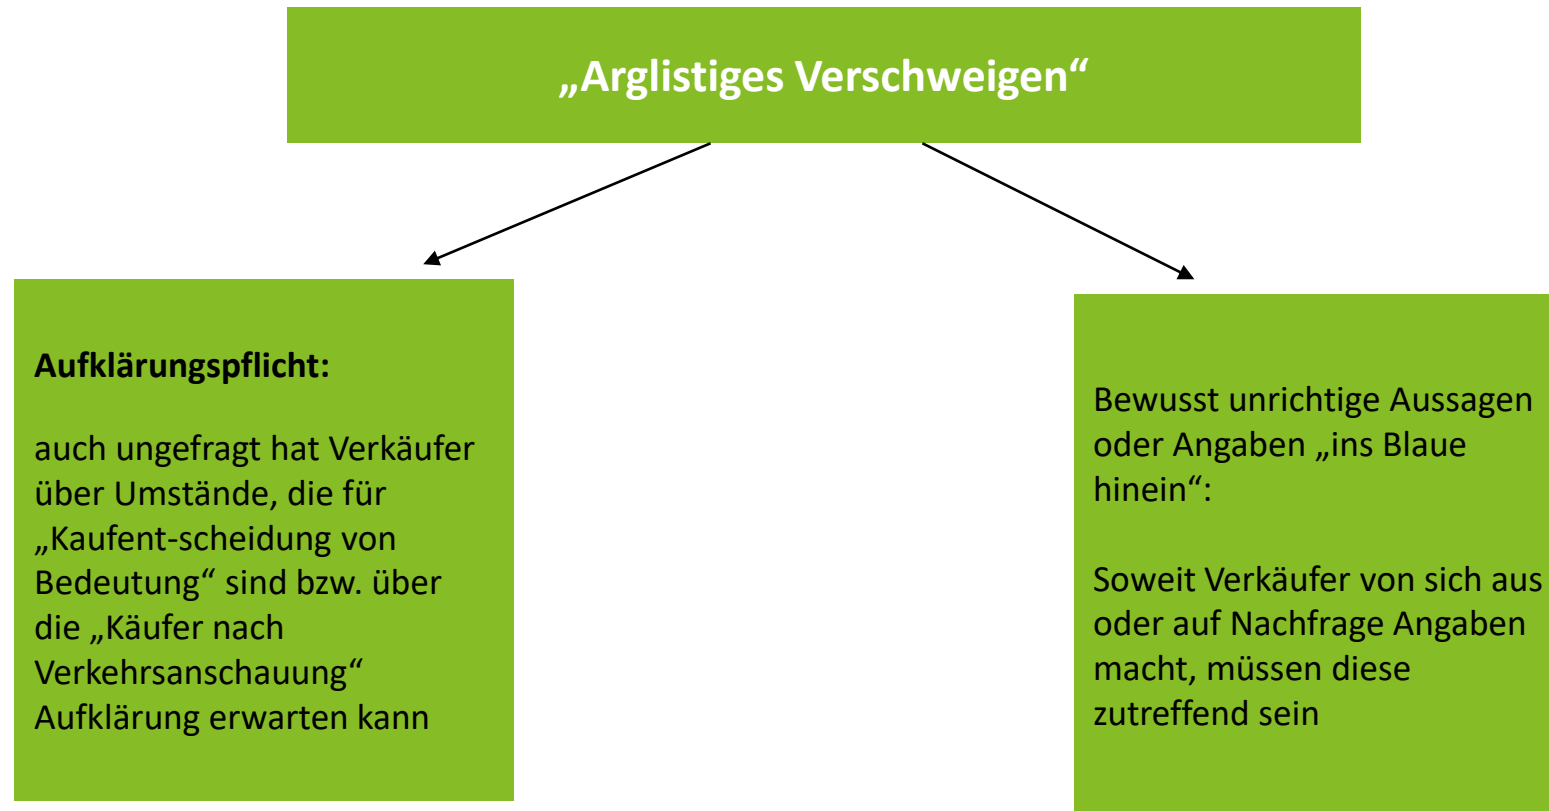 „Arglistiges Verschweigen“
Aufklärungspflicht:
auch ungefragt hat Verkäufer
über Umstände, die für
„Kaufent-scheidung von
Bedeutung“ sind bzw. über
die „Käufer nach
Verkehrsanschauung“
Aufklärung erwarten kann
Bewusst unrichtige Aussagen
oder Angaben „ins Blaue
hinein“:
Soweit Verkäufer von sich aus
oder auf Nachfrage Angaben
macht, müssen diese
zutreffend sein